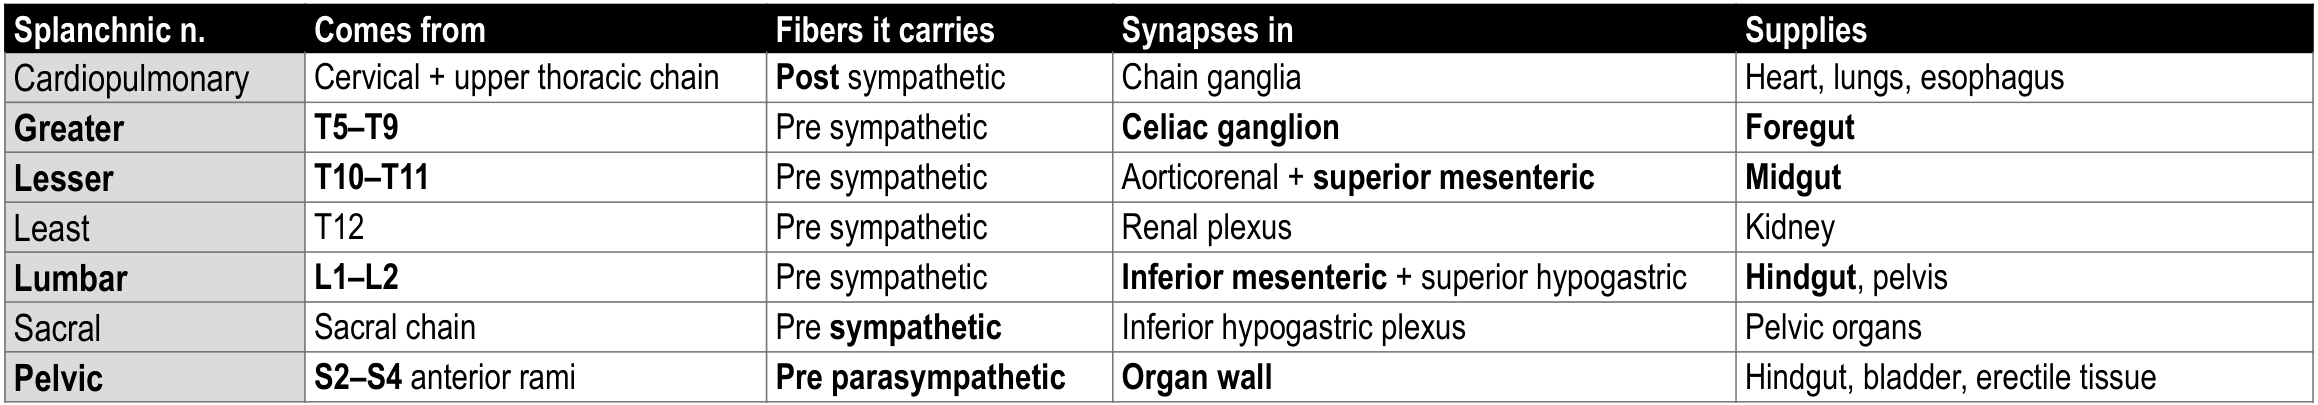 Splanchnic n. Comes from Fibers it carries Synapses in Supplies
Cardiopulmonary Cervical + upper thoracic chain Post sympathetic Chain ganglia Heart, lungs, esophagus
Greater T5–T9 Pre sympathetic Celiac ganglion Foregut
Lesser T10–T11 Pre sympathetic Aorticorenal + superior mesenteric Midgut
Least T12 Pre sympathetic Renal plexus Kidney
Lumbar L1–L2 Pre sympathetic Inferior mesenteric + superior hypogastric Hindgut, pelvis
Sacral Sacral chain Pre sympathetic Inferior hypogastric plexus Pelvic organs
Pelvic S2–S4 anterior rami Pre parasympathetic Organ wall Hindgut, bladder, erectile tissue